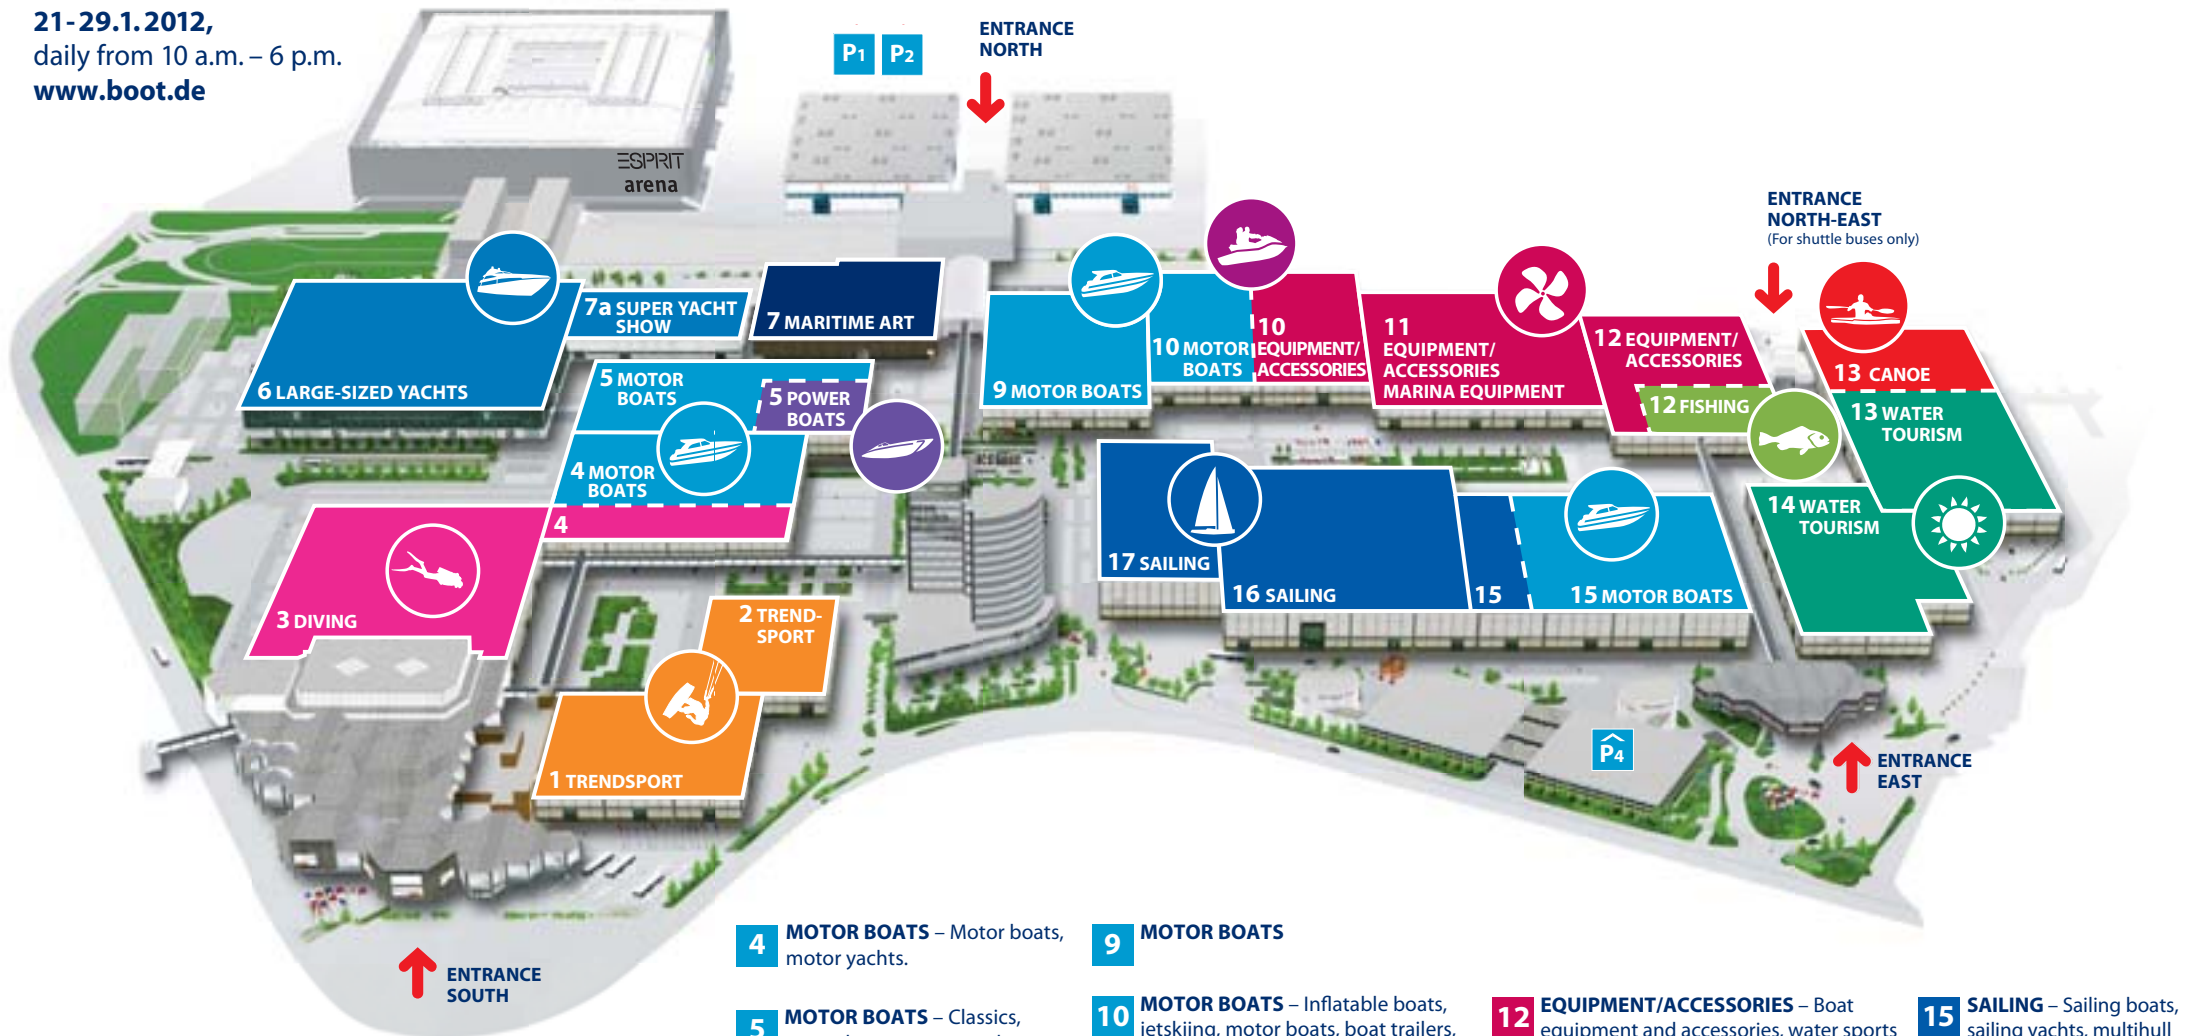 21-29.1.2012,
daily from 10 a.m. – 6 p.m.
www.boot.de
P1 P2
ENTRANCE
NORTH
ESPRIT
arena
ENTRANCE
NORTH-EAST
(For shuttle buses only)
6 LARGE-SIZED YACHTS
7a SUPER YACHT
SHOW
7 MARITIME ART
5 MOTOR
BOATS
5 POWER
BOATS
4 MOTOR
BOATS
4
3 DIVING
2 TREND-
SPORT
1 TRENDSPORT
9 MOTOR BOATS
10 MOTOR
BOATS
10
EQUIPMENT/
ACCESSORIES
11
EQUIPMENT/
ACCESSORIES
MARINA EQUIPMENT
12 EQUIPMENT/
ACCESSORIES
12 FISHING
13 CANOE
13 WATER
TOURISM
14 WATER
TOURISM
17 SAILING
16 SAILING
15
15 MOTOR BOATS
P4
ENTRANCE
EAST
ENTRANCE
SOUTH
4 MOTOR BOATS – Motor boats,
motor yachts.
5 MOTOR BOATS – Classics,
9 MOTOR BOATS
10 MOTOR BOATS – Inflatable boats,
jetskiing, motor boats, boat trailers,
12 EQUIPMENT/ACCESSORIES – Boat
equipment and accessories, water sports
15 SAILING – Sailing boats,
sailing yachts, multihull